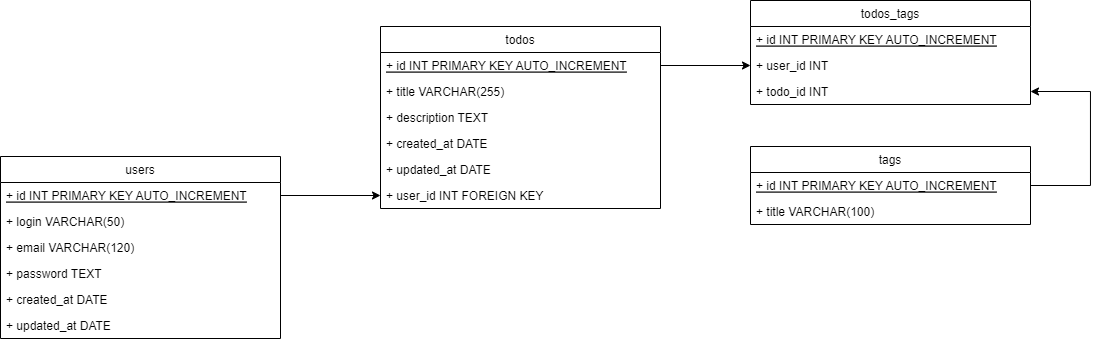 users
+ id INT PRIMARY KEY AUTO_INCREMENT
+ login VARCHAR(50)
+ email VARCHAR(120)
+ password TEXT
+ created_at DATE
+ updated_at DATE
todos
+ id INT PRIMARY KEY AUTO_INCREMENT
+ title VARCHAR(255)
+ description TEXT
+ created_at DATE
+ updated_at DATE
+ user_id INT FOREIGN KEY
todos_tags
+ id INT PRIMARY KEY AUTO_INCREMENT
+ user_id INT
+ todo_id INT
tags
+ id INT PRIMARY KEY AUTO_INCREMENT
+ title VARCHAR(100)